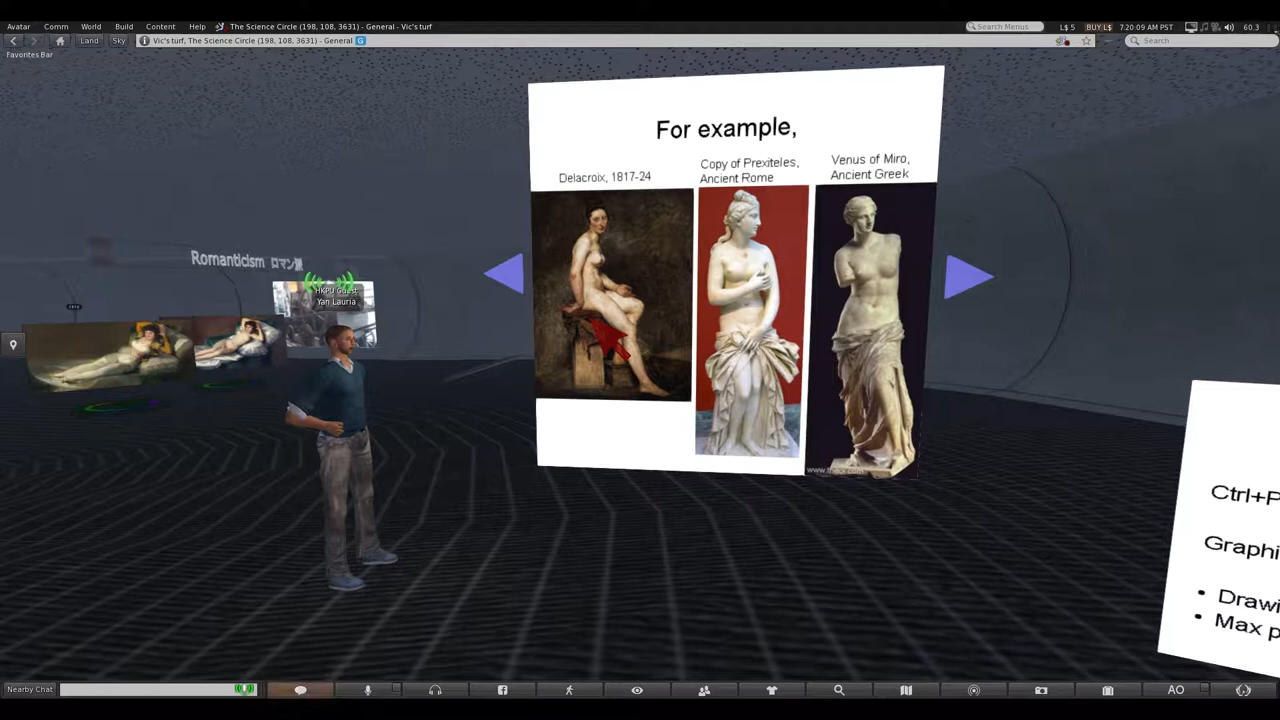 Avatar Comm World Build Content Help The Science Circle (198, 108, 3631) - General - Vic's turf Search Menus L$ 5 BUY L$ 7:20:09 AM PST 60.3
Land Sky Vic's turf, The Science Circle (198, 108, 3631) - General G Search
Favorites Bar
For example,
Delacroix, 1817-24
Copy of Prexiteles,
Ancient Rome
Venus of Miro,
Ancient Greek
Romanticism ロマン派
HKPU Guest
Yan Lauria
Ctrl+P
Graphi
• Drawi
• Max p
Nearby Chat AO